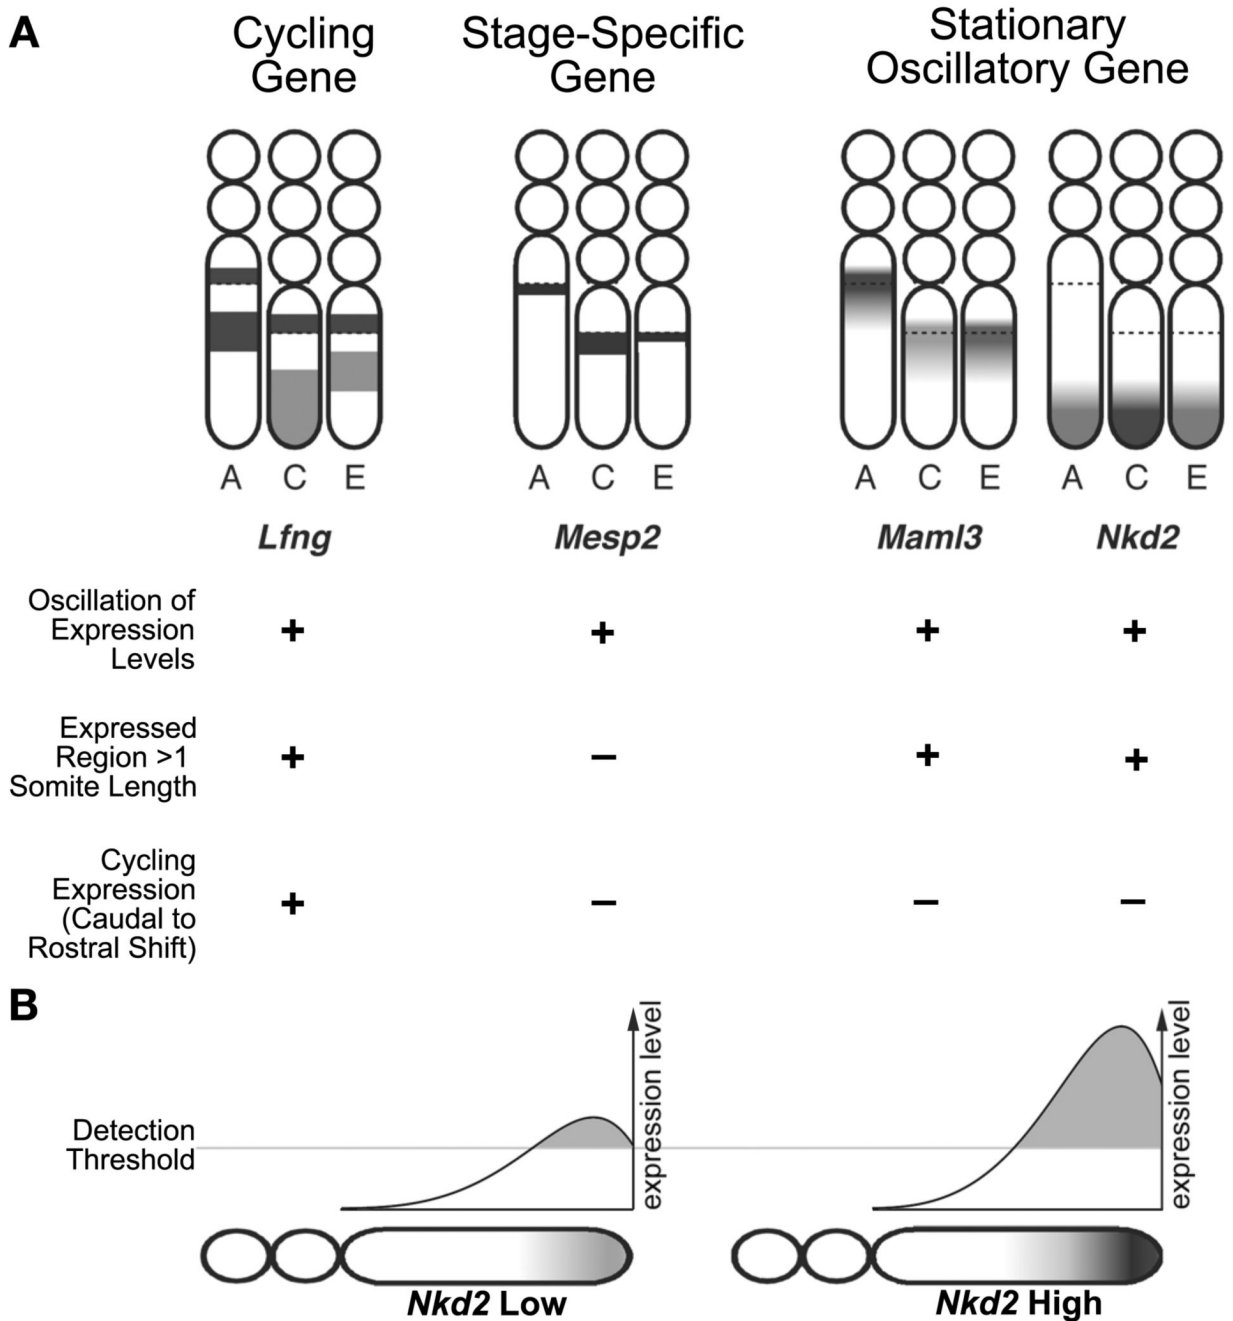 A
Cycling
Gene
Stage-Specific
Gene
Stationary
Oscillatory Gene
A C E
A C E
A C E
A C E
Lfng
Mesp2
Maml3
Nkd2
Oscillation of
Expression
Levels
+ + + +
Expressed
Region >1
Somite Length
+ – + +
Cycling
Expression
(Caudal to
Rostral Shift)
+ – – –
B
Detection
Threshold
expression level
expression level
Nkd2 Low
Nkd2 High